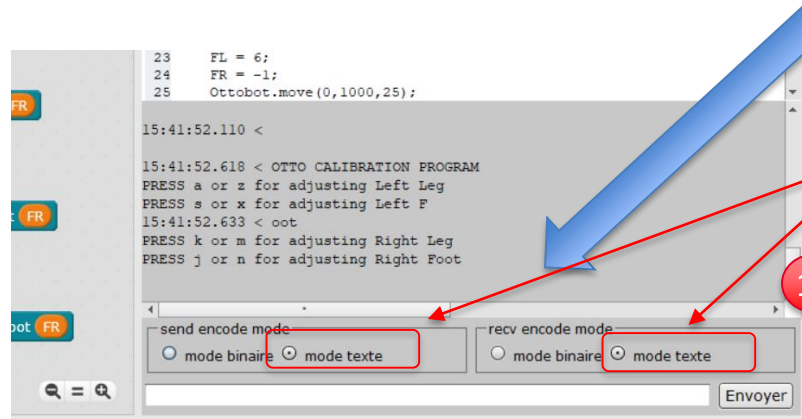 23 FL = 6;
24 FR = -1;
25 Ottobot.move(0,1000,25);
FR
15:41:52.110 <
15:41:52.618 < OTTO CALIBRATION PROGRAM
PRESS a or z for adjusting Left Leg
PRESS s or x for adjusting Left F
15:41:52.633 < oot
PRESS k or m for adjusting Right Leg
PRESS j or n for adjusting Right Foot
FR
oot FR
send encode mode
mode binaire mode texte
recv encode mode
mode binaire mode texte
Envoyer